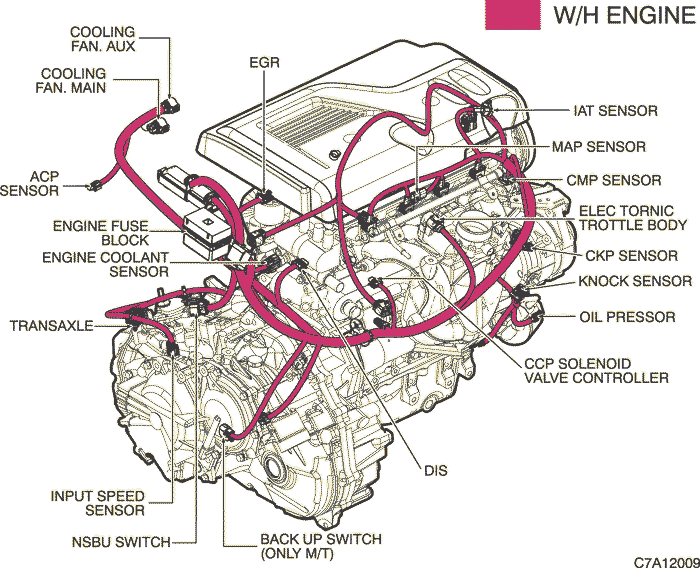 W/H ENGINE
COOLING
FAN. AUX
COOLING
FAN. MAIN
EGR
IAT SENSOR
MAP SENSOR
ACP
SENSOR
CMP SENSOR
ELEC TORNIC
TROTTLE BODY
ENGINE FUSE
BLOCK
ENGINE COOLANT
SENSOR
CKP SENSOR
KNOCK SENSOR
TRANSAXLE
OIL PRESSOR
CCP SOLENOID
VALVE CONTROLLER
DIS
INPUT SPEED
SENSOR
NSBU SWITCH
BACK UP SWITCH
(ONLY M/T)
C7A12009